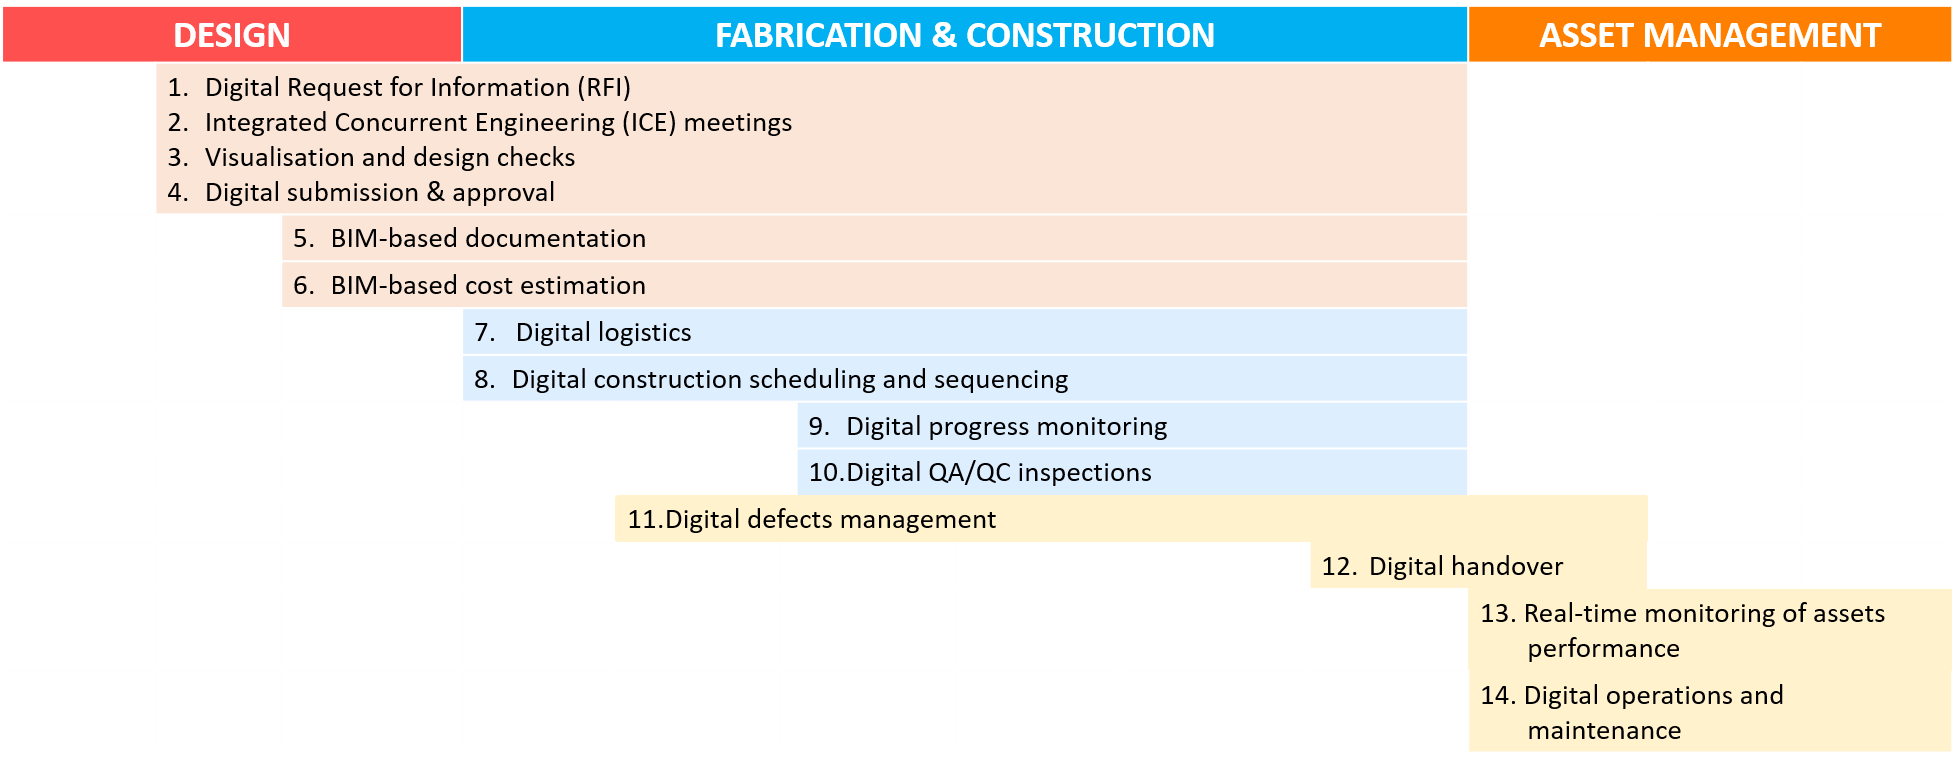 DESIGN
FABRICATION & CONSTRUCTION
ASSET MANAGEMENT
1. Digital Request for Information (RFI)
2. Integrated Concurrent Engineering (ICE) meetings
3. Visualisation and design checks
4. Digital submission & approval
5. BIM-based documentation
6. BIM-based cost estimation
7. Digital logistics
8. Digital construction scheduling and sequencing
9. Digital progress monitoring
10.Digital QA/QC inspections
11.Digital defects management
12. Digital handover
13. Real-time monitoring of assets
performance
14. Digital operations and
maintenance